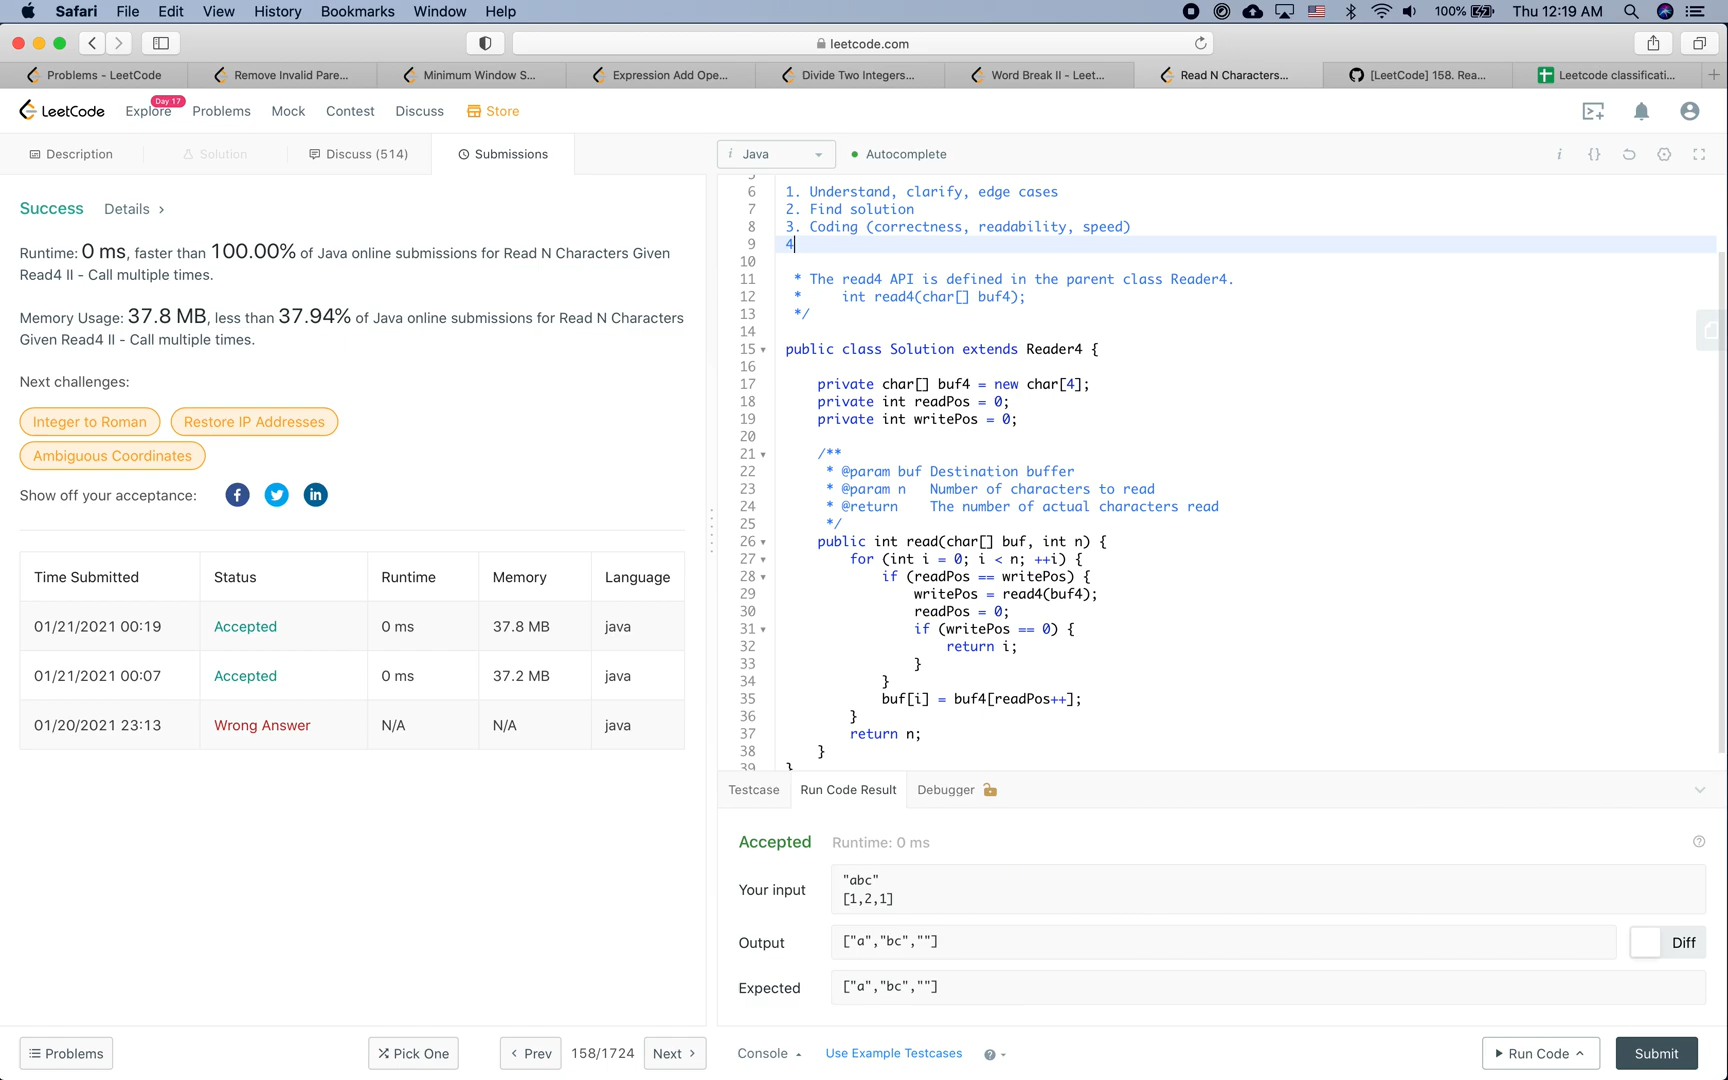 Safari File Edit View History Bookmarks Window Help 100% Thu 12:19 AM
leetcode.com
Problems - LeetCode Remove Invalid Pare... Minimum Window S... Expression Add Ope... Divide Two Integers... Word Break II - Leet... Read N Characters... [LeetCode] 158. Rea... Leetcode classificati...
LeetCode Explore Day 17 Problems Mock Contest Discuss Store
Description Solution Discuss (514) Submissions
i Java Autocomplete i {}
Success Details >
Runtime: 0 ms, faster than 100.00% of Java online submissions for Read N Characters Given
Read4 II - Call multiple times.
Memory Usage: 37.8 MB, less than 37.94% of Java online submissions for Read N Characters
Given Read4 II - Call multiple times.
Next challenges:
Integer to Roman Restore IP Addresses
Ambiguous Coordinates
Show off your acceptance:
Time Submitted Status Runtime Memory Language
01/21/2021 00:19 Accepted 0 ms 37.8 MB java
01/21/2021 00:07 Accepted 0 ms 37.2 MB java
01/20/2021 23:13 Wrong Answer N/A N/A java
6 1. Understand, clarify, edge cases
7 2. Find solution
8 3. Coding (correctness, readability, speed)
9 4
10
11 * The read4 API is defined in the parent class Reader4.
12 * int read4(char[] buf4);
13 */
14
15 public class Solution extends Reader4 {
16
17 private char[] buf4 = new char[4];
18 private int readPos = 0;
19 private int writePos = 0;
20
21 /**
22 * @param buf Destination buffer
23 * @param n Number of characters to read
24 * @return The number of actual characters read
25 */
26 public int read(char[] buf, int n) {
27 for (int i = 0; i < n; ++i) {
28 if (readPos == writePos) {
29 writePos = read4(buf4);
30 readPos = 0;
31 if (writePos == 0) {
32 return i;
33 }
34 }
35 buf[i] = buf4[readPos++];
36 }
37 return n;
38 }
39 }
Testcase Run Code Result Debugger
Accepted Runtime: 0 ms
Your input
"abc"
[1,2,1]
Output ["a","bc",""] Diff
Expected ["a","bc",""]
Problems Pick One < Prev 158/1724 Next > Console Use Example Testcases ? Run Code Submit